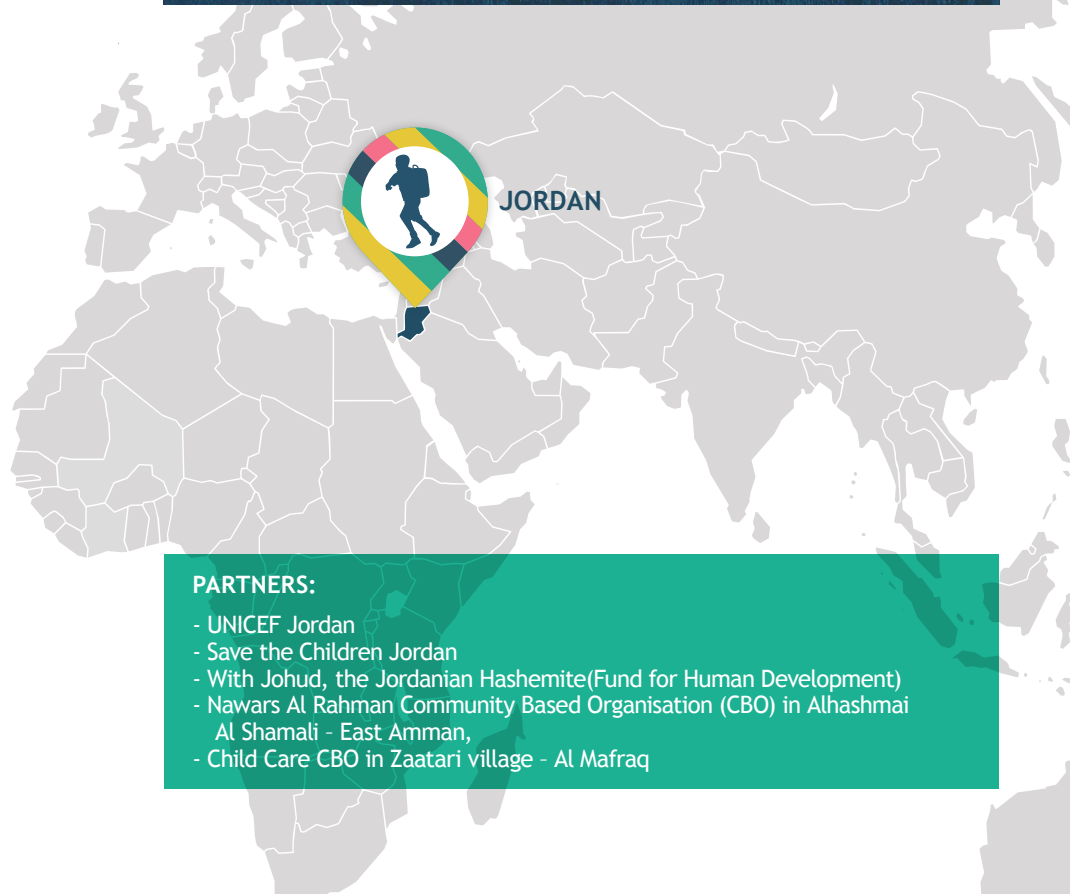 JORDAN
PARTNERS:
- UNICEF Jordan
- Save the Children Jordan
- With Johud, the Jordanian Hashemite(Fund for Human Development)
- Nawars Al Rahman Community Based Organisation (CBO) in Alhashmai
Al Shamali – East Amman,
- Child Care CBO in Zaatari village – Al Mafraq